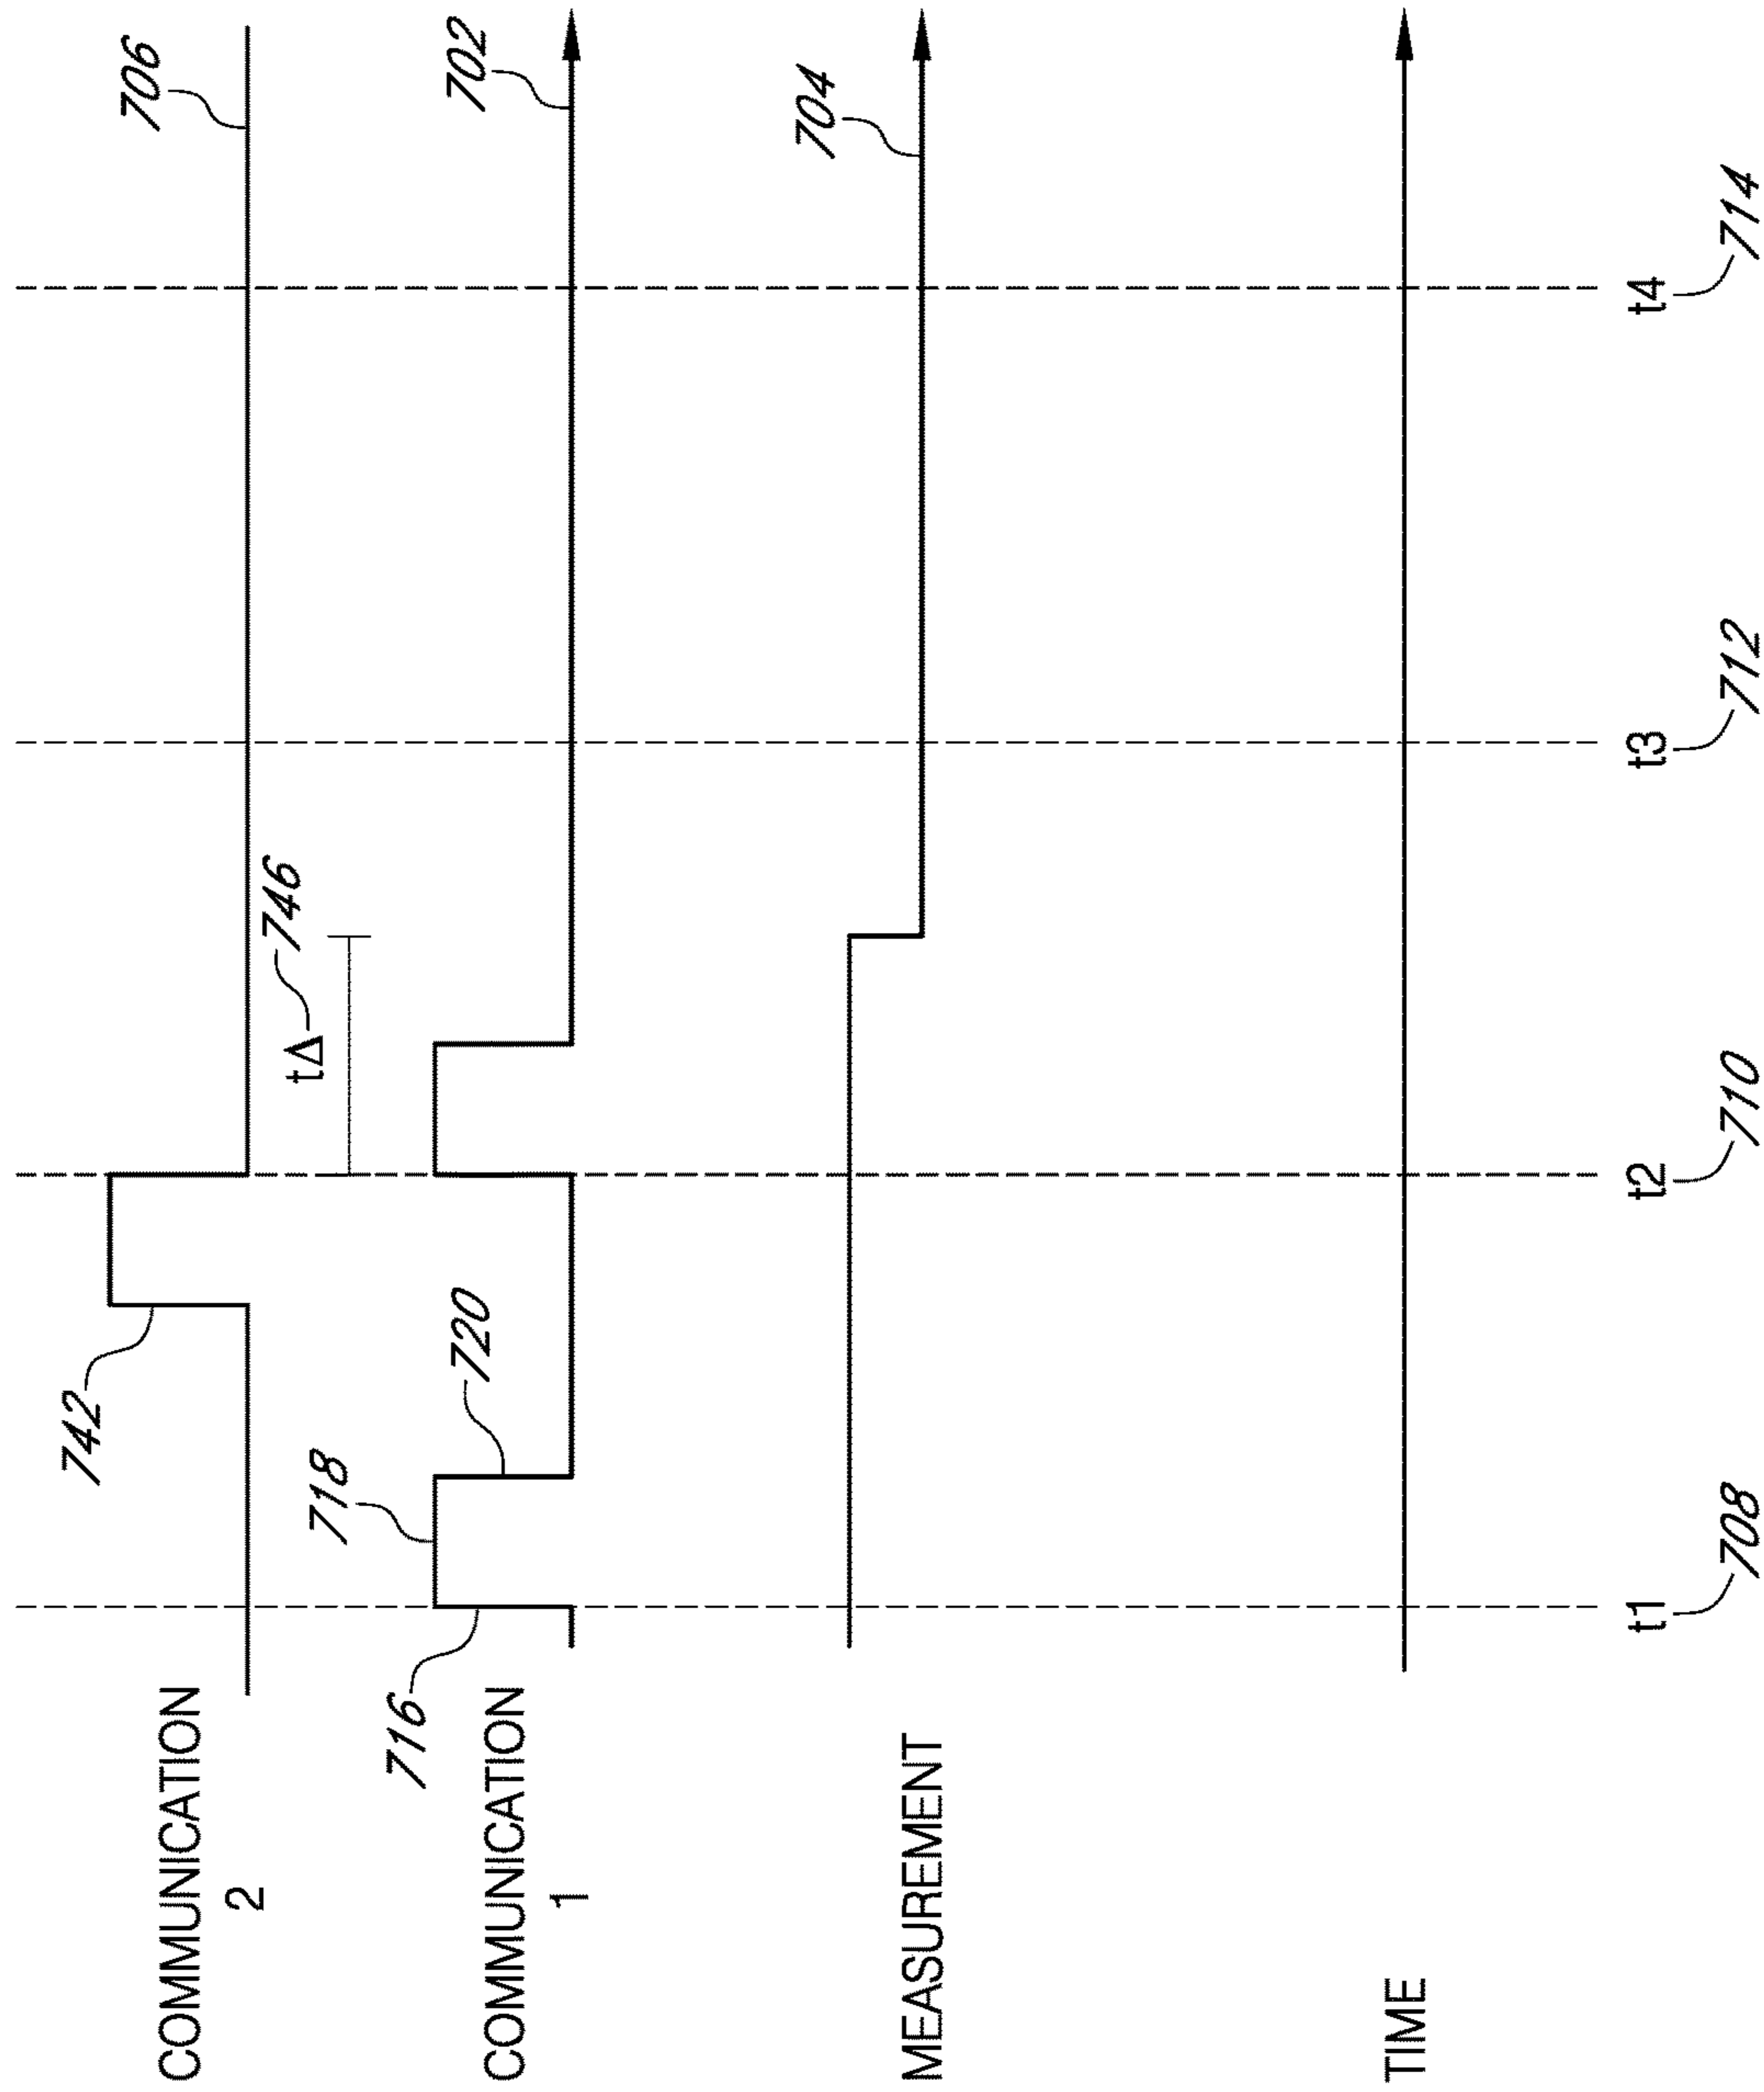 COMMUNICATION
2
742
706
tΔ
746
COMMUNICATION
1
716
718
720
702
MEASUREMENT
704
TIME
t1
708
t2
710
t3
712
t4
714